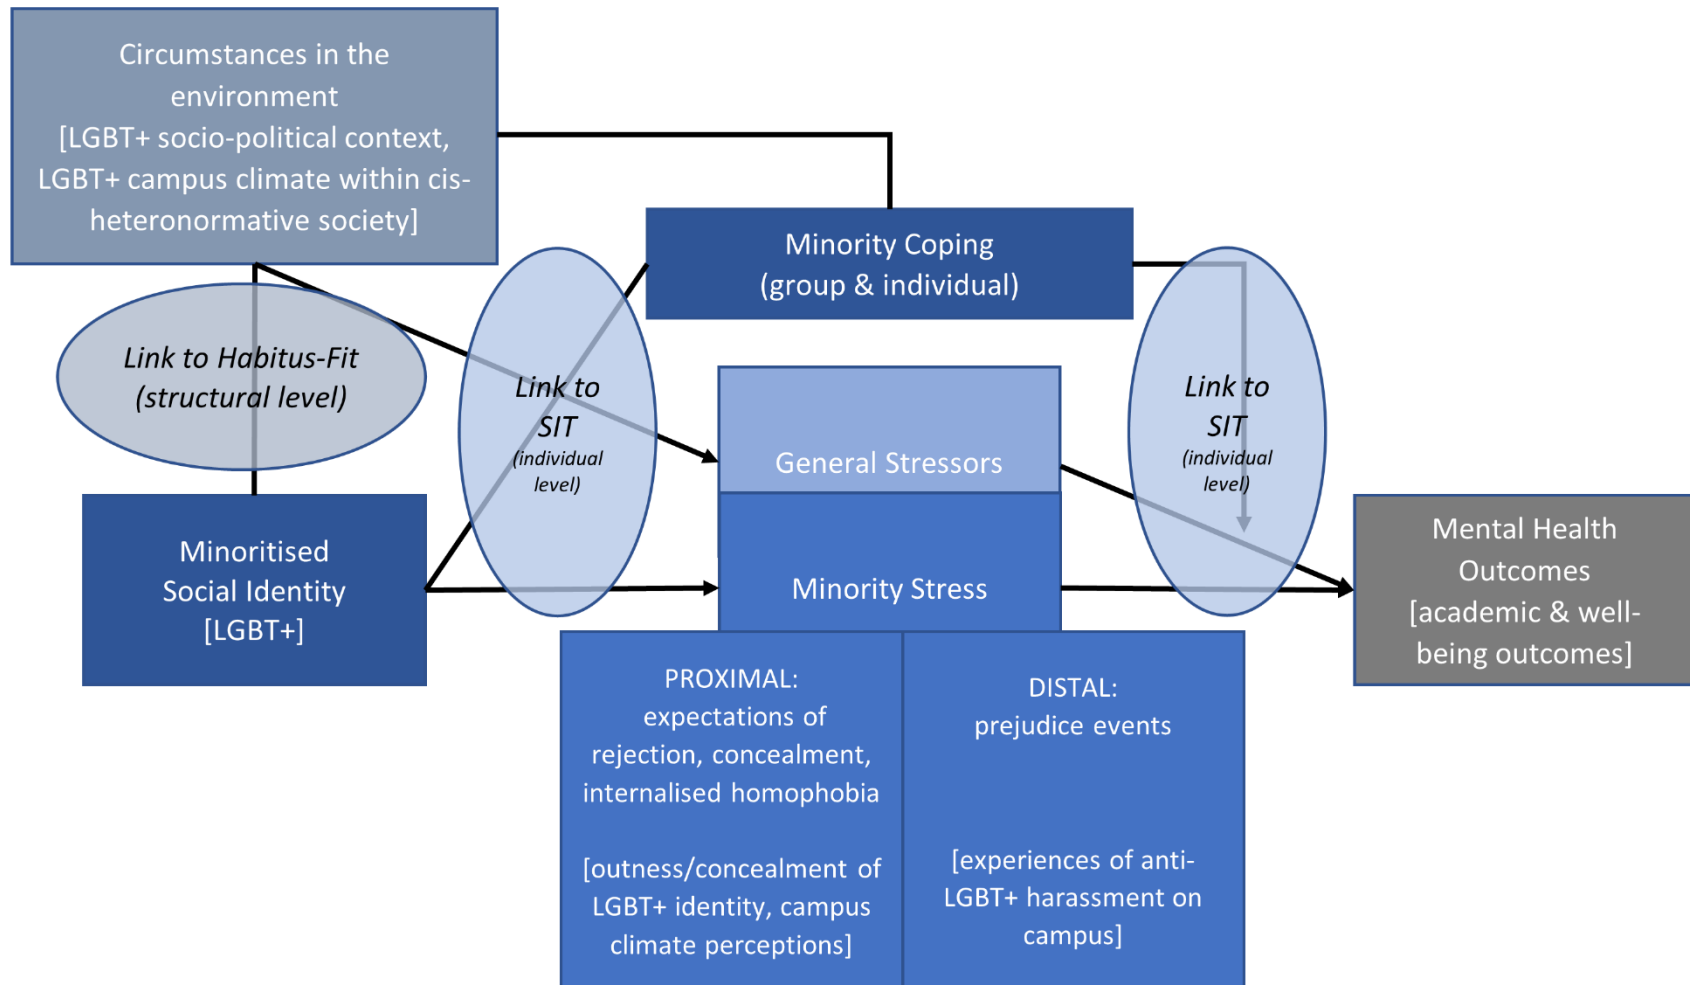 Circumstances in the
environment
[LGBT+ socio-political context,
LGBT+ campus climate within cis-
heteronormative society]
Minority Coping
(group & individual)
Link to Habitus-Fit
(structural level)
Link to
SIT
(individual
level)
Link to
SIT
(individual
level)
General Stressors
Minoritised
Social Identity
[LGBT+]
Minority Stress
Mental Health
Outcomes
[academic & well-
being outcomes]
PROXIMAL:
expectations of
rejection, concealment,
internalised homophobia
[outness/concealment of
LGBT+ identity, campus
climate perceptions]
DISTAL:
prejudice events
[experiences of anti-
LGBT+ harassment on
campus]